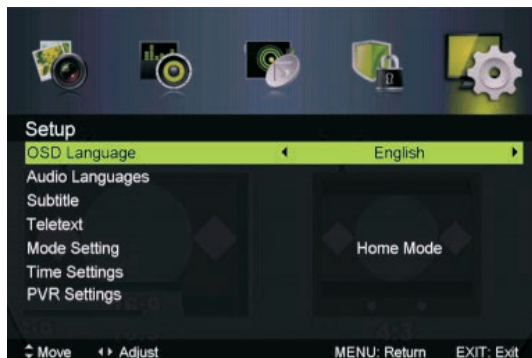 Setup
OSD Language English
Audio Languages
Subtitle
Teletext
Mode Setting Home Mode
Time Settings
PVR Settings
Move Adjust MENU: Return EXIT: Exit